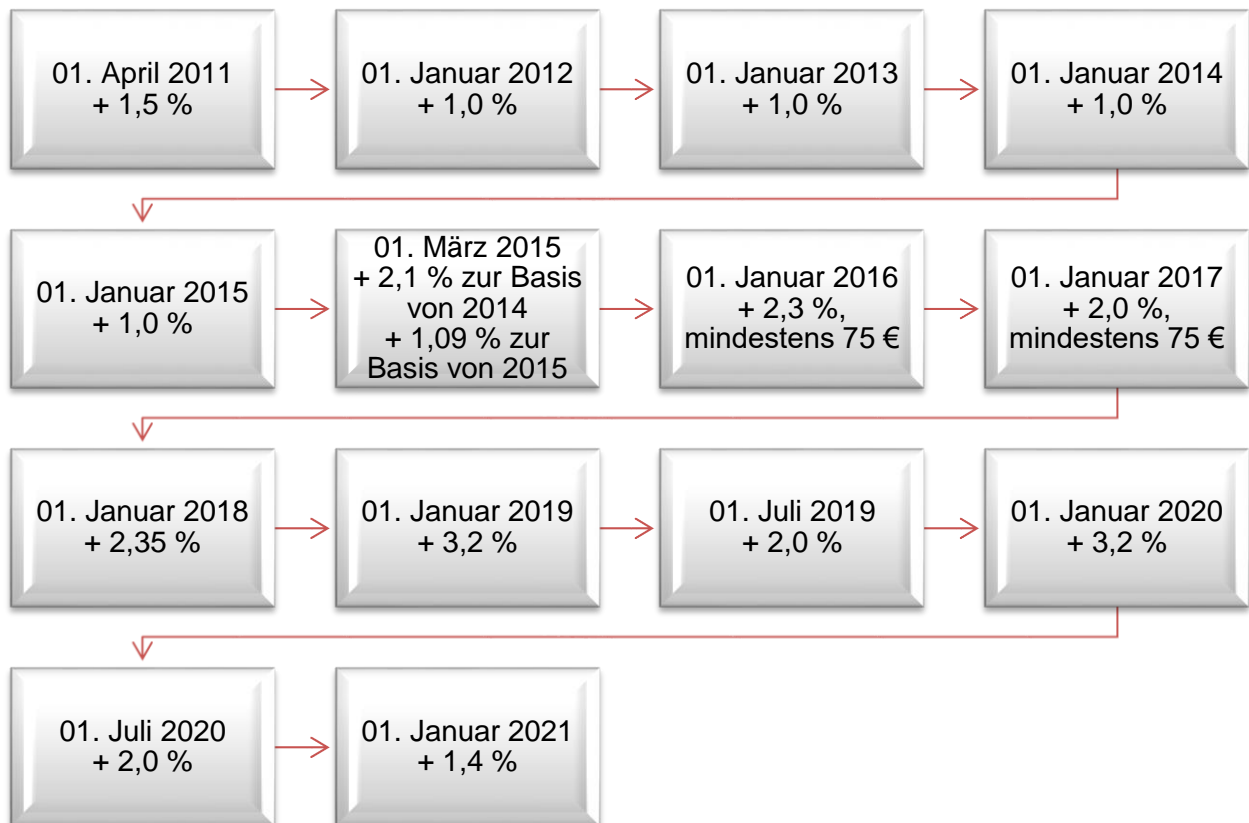 01. April 2011
+ 1,5 %
01. Januar 2012
+ 1,0 %
01. Januar 2013
+ 1,0 %
01. Januar 2014
+ 1,0 %
01. Januar 2015
+ 1,0 %
01. März 2015
+ 2,1 % zur Basis
von 2014
+ 1,09 % zur
Basis von 2015
01. Januar 2016
+ 2,3 %,
mindestens 75 €
01. Januar 2017
+ 2,0 %,
mindestens 75 €
01. Januar 2018
+ 2,35 %
01. Januar 2019
+ 3,2 %
01. Juli 2019
+ 2,0 %
01. Januar 2020
+ 3,2 %
01. Juli 2020
+ 2,0 %
01. Januar 2021
+ 1,4 %